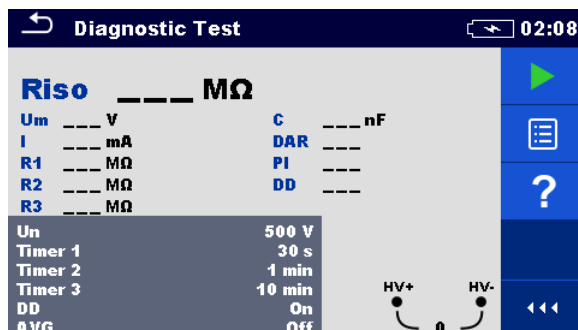 Diagnostic Test 02:08
Riso ___ MΩ
Um ___ V C ___ nF
I ___ mA DAR ___
R1 ___ MΩ PI ___
R2 ___ MΩ DD ___
R3 ___ MΩ
?
Un 500 V
Timer 1 30 s
Timer 2 1 min
Timer 3 10 min
DD On
AVG Off
HV+ HV-
0